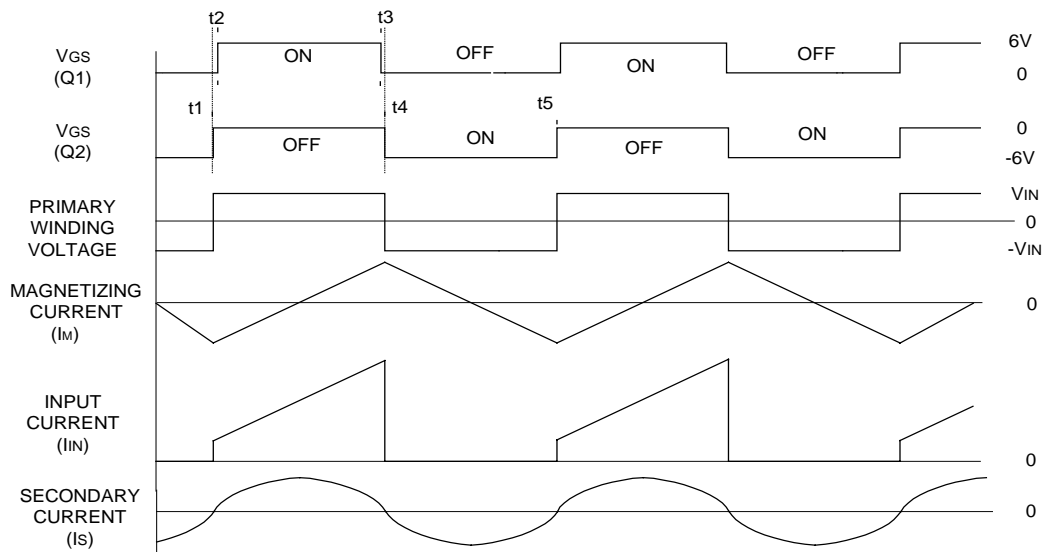 t2 t3
VGS
(Q1)
ON OFF ON OFF
6V
0
t1 t4 t5
VGS
(Q2)
OFF ON OFF ON
0
-6V
PRIMARY
WINDING
VOLTAGE
VIN
0
-VIN
MAGNETIZING
CURRENT
(IM)
0
INPUT
CURRENT
(IIN)
0
SECONDARY
CURRENT
(IS)
0